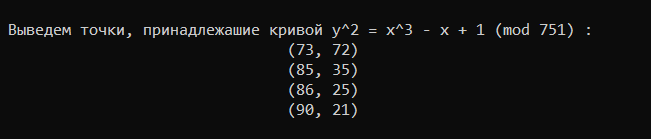 Выведем точки, принадлежашие кривой y^2 = x^3 - x + 1 (mod 751) :
(73, 72)
(85, 35)
(86, 25)
(90, 21)